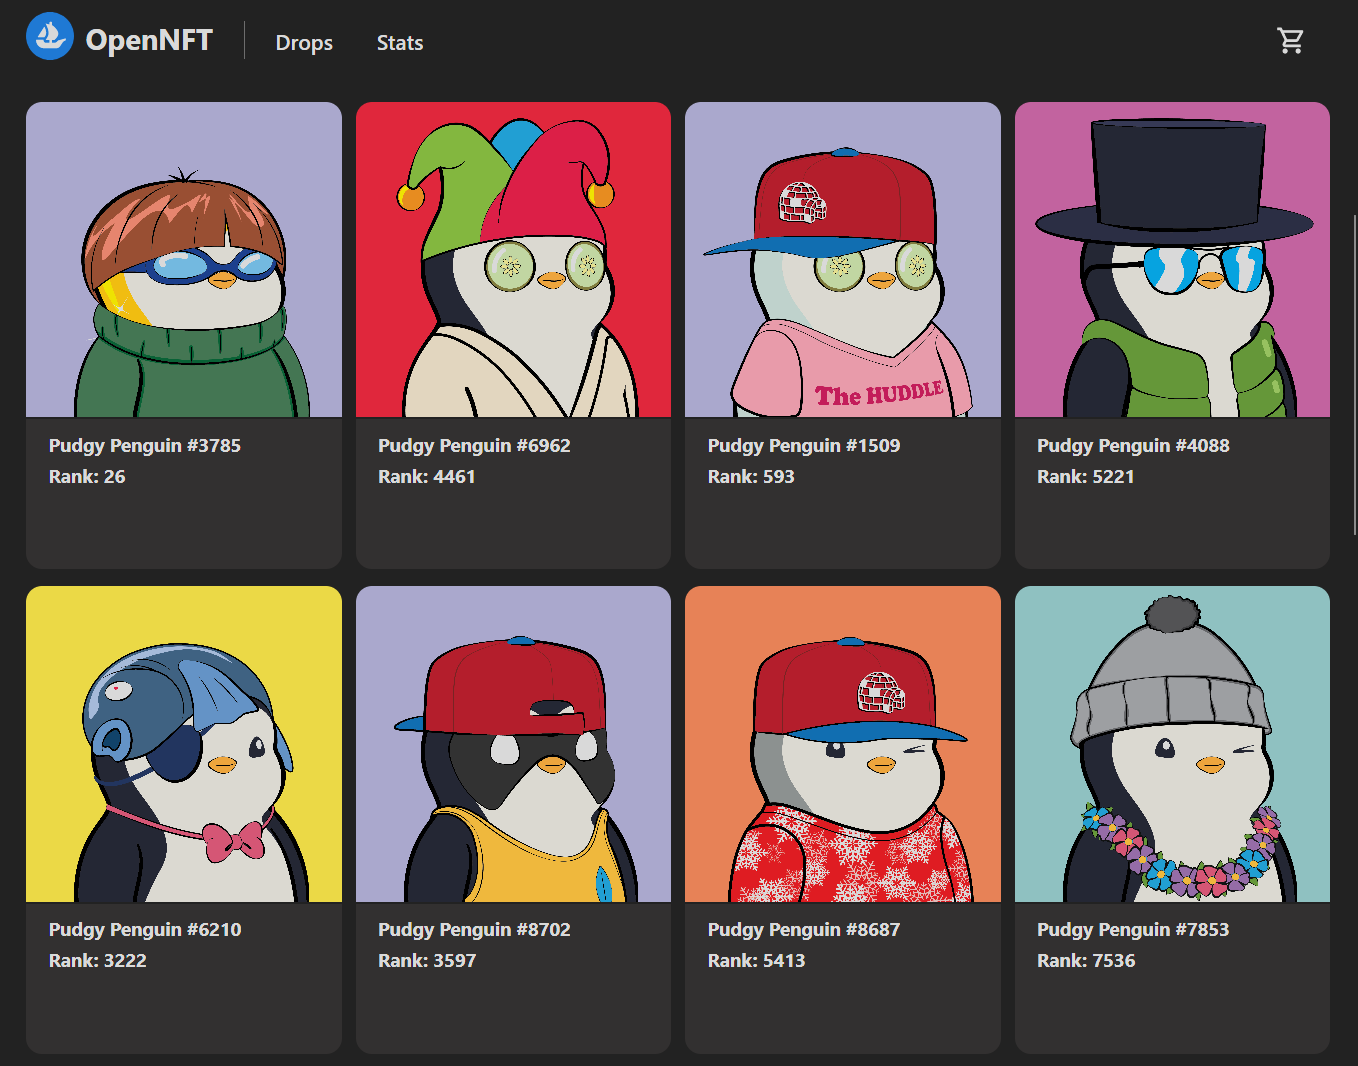 OpenNFT
Drops
Stats
The HUDDLE
Pudgy Penguin #3785
Rank: 26
Pudgy Penguin #6962
Rank: 4461
Pudgy Penguin #1509
Rank: 593
Pudgy Penguin #4088
Rank: 5221
Pudgy Penguin #6210
Rank: 3222
Pudgy Penguin #8702
Rank: 3597
Pudgy Penguin #8687
Rank: 5413
Pudgy Penguin #7853
Rank: 7536